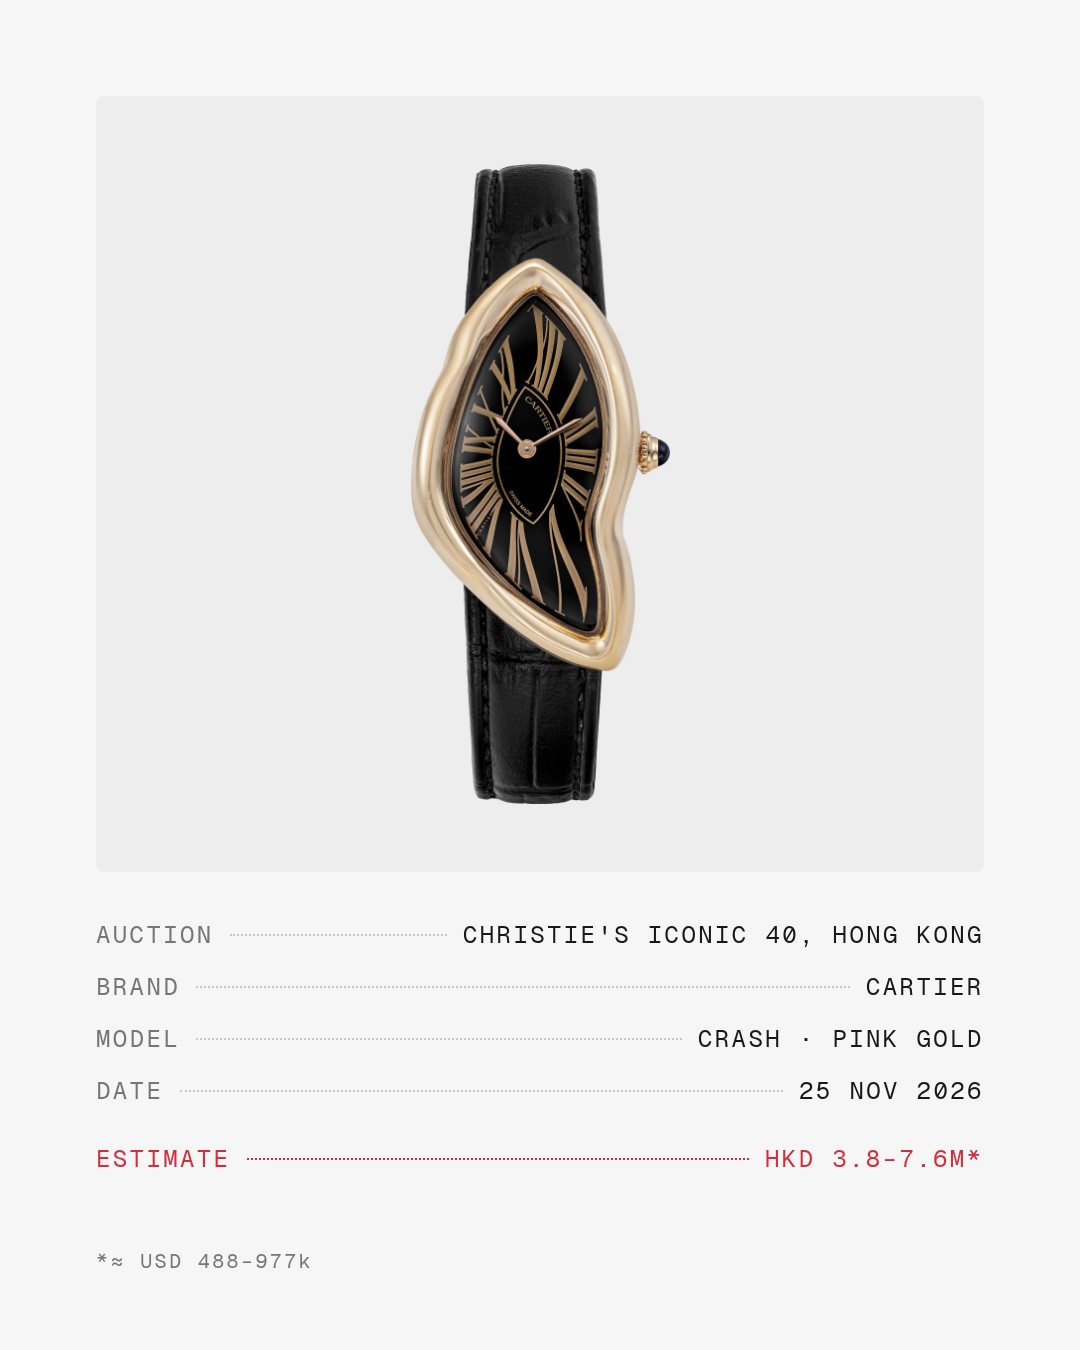 CARTIER
SWISS MADE
AUCTION CHRISTIE'S ICONIC 40, HONG KONG
BRAND CARTIER
MODEL CRASH · PINK GOLD
DATE 25 NOV 2026
ESTIMATE HKD 3.8–7.6M*
*≈ USD 488–977k